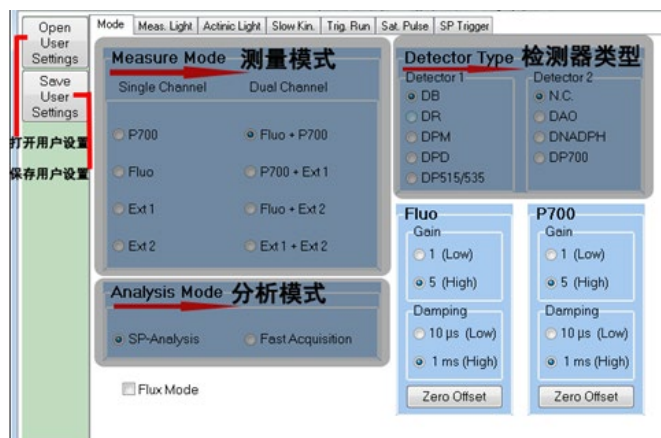 Open
User
Settings
Save
User
Settings
打开用户设置
保存用户设置
Mode Meas. Light Actinic Light Slow Kin. Trig. Run Sat. Pulse SP Trigger
Measure Mode 测量模式
Single Channel Dual Channel
P700 Fluo + P700
Fluo P700 + Ext 1
Ext 1 Fluo + Ext 2
Ext 2 Ext 1 + Ext 2
Analysis Mode 分析模式
SP-Analysis Fast Acquisition
Flux Mode
Detector Type 检测器类型
Detector 1 Detector 2
DB N.C.
DR DAO
DPM DNADPH
DPD DP700
DP515/535
Fluo
Gain
1 (Low)
5 (High)
Damping
10 µs (Low)
1 ms (High)
Zero Offset
P700
Gain
1 (Low)
5 (High)
Damping
10 µs (Low)
1 ms (High)
Zero Offset